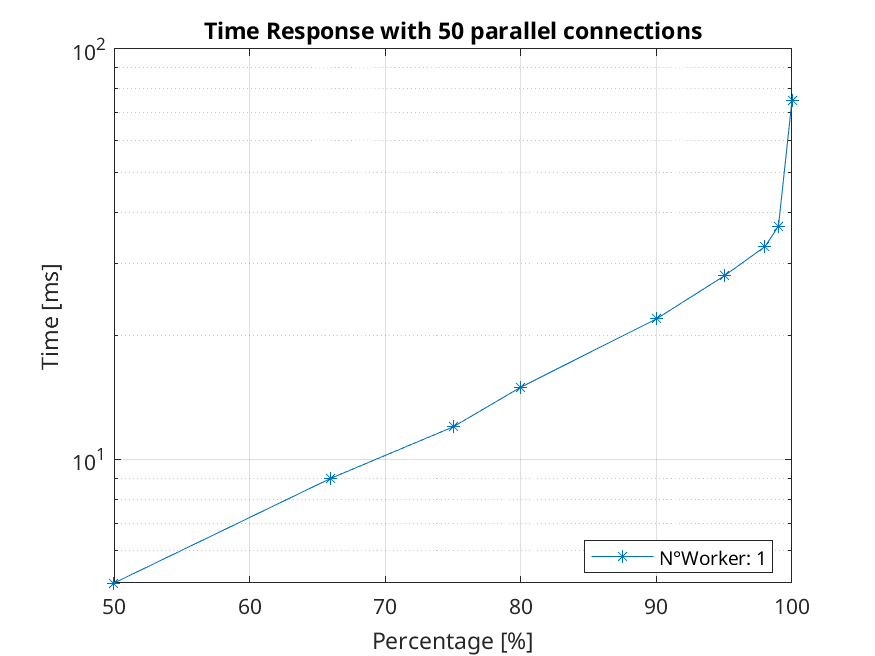 Time Response with 50 parallel connections
10²
10¹
Time [ms]
N°Worker: 1
50 60 70 80 90 100
Percentage [%]